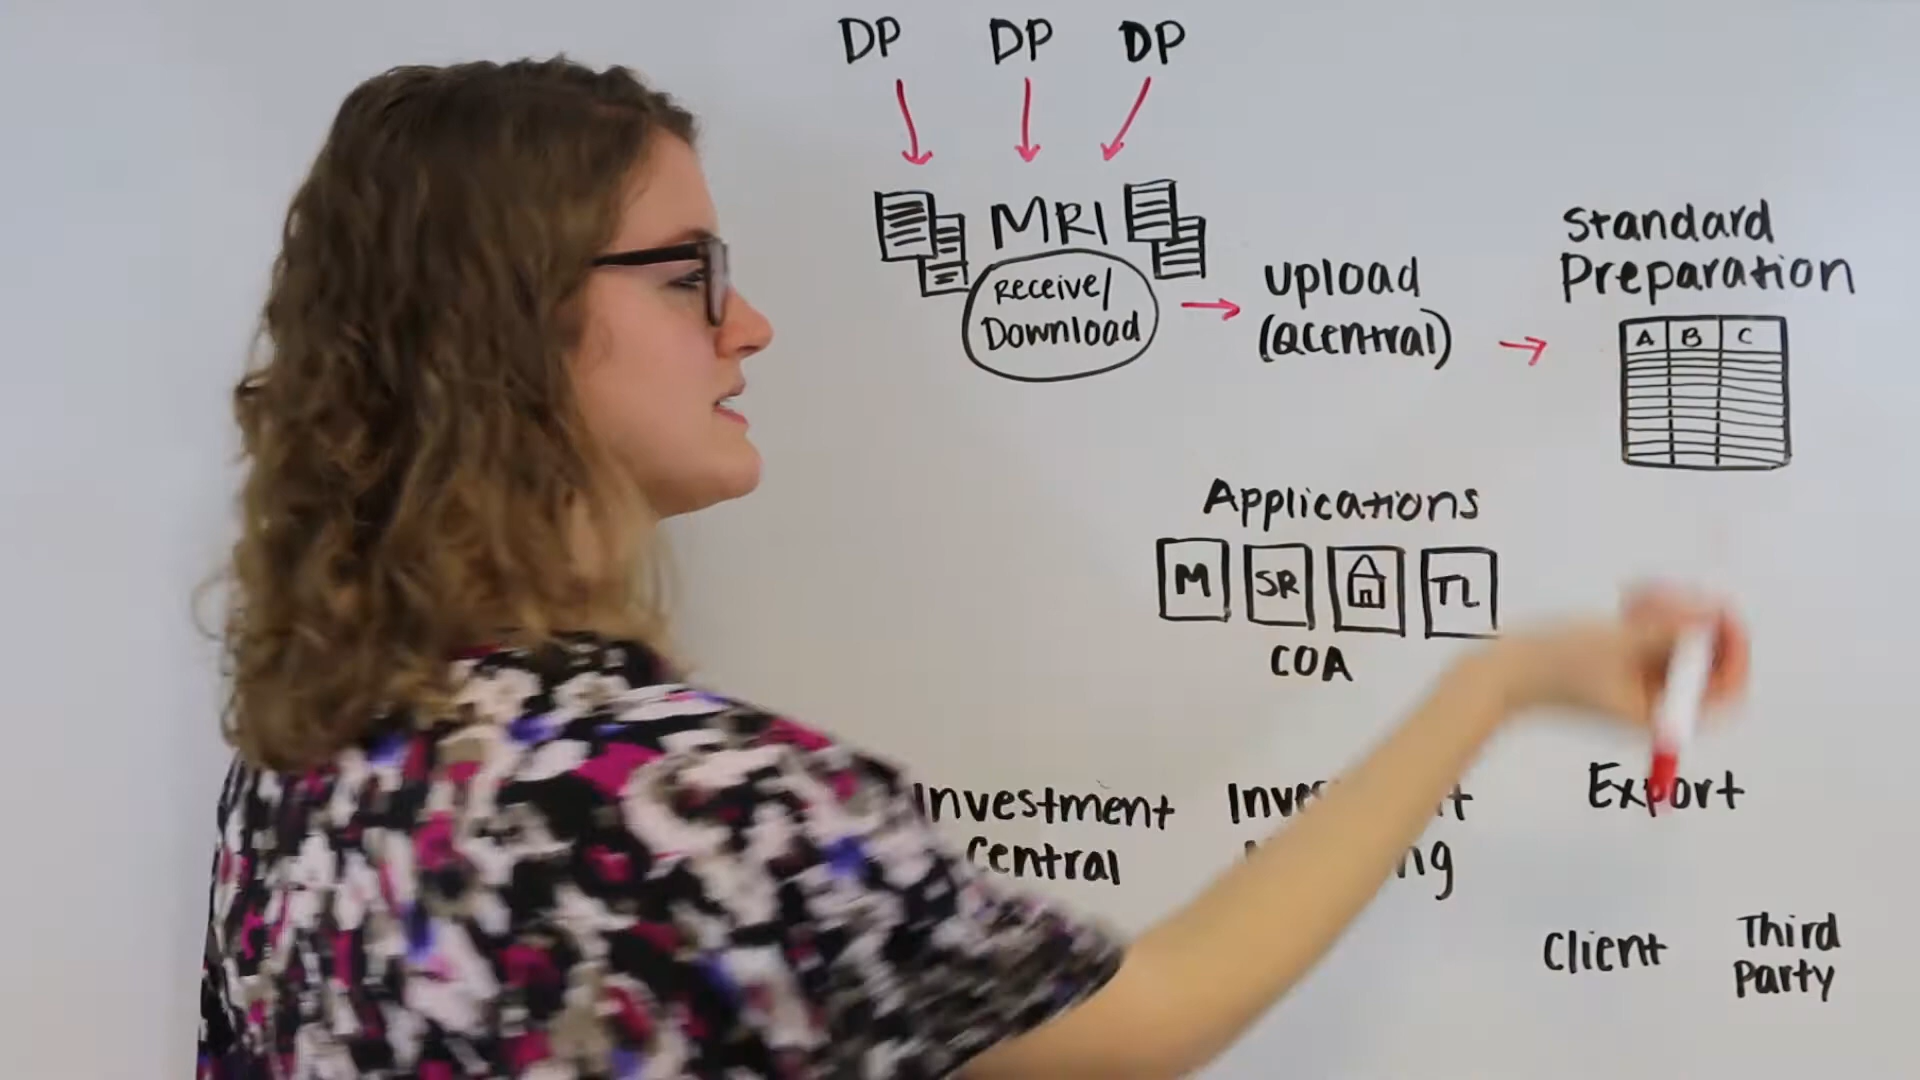 DP DP DP
MRI
Receive/
Download
upload
(Qcentral)
Standard
Preparation
A B C
Applications
M SR TL
COA
Investment
Central
Export
Client
Third
Party